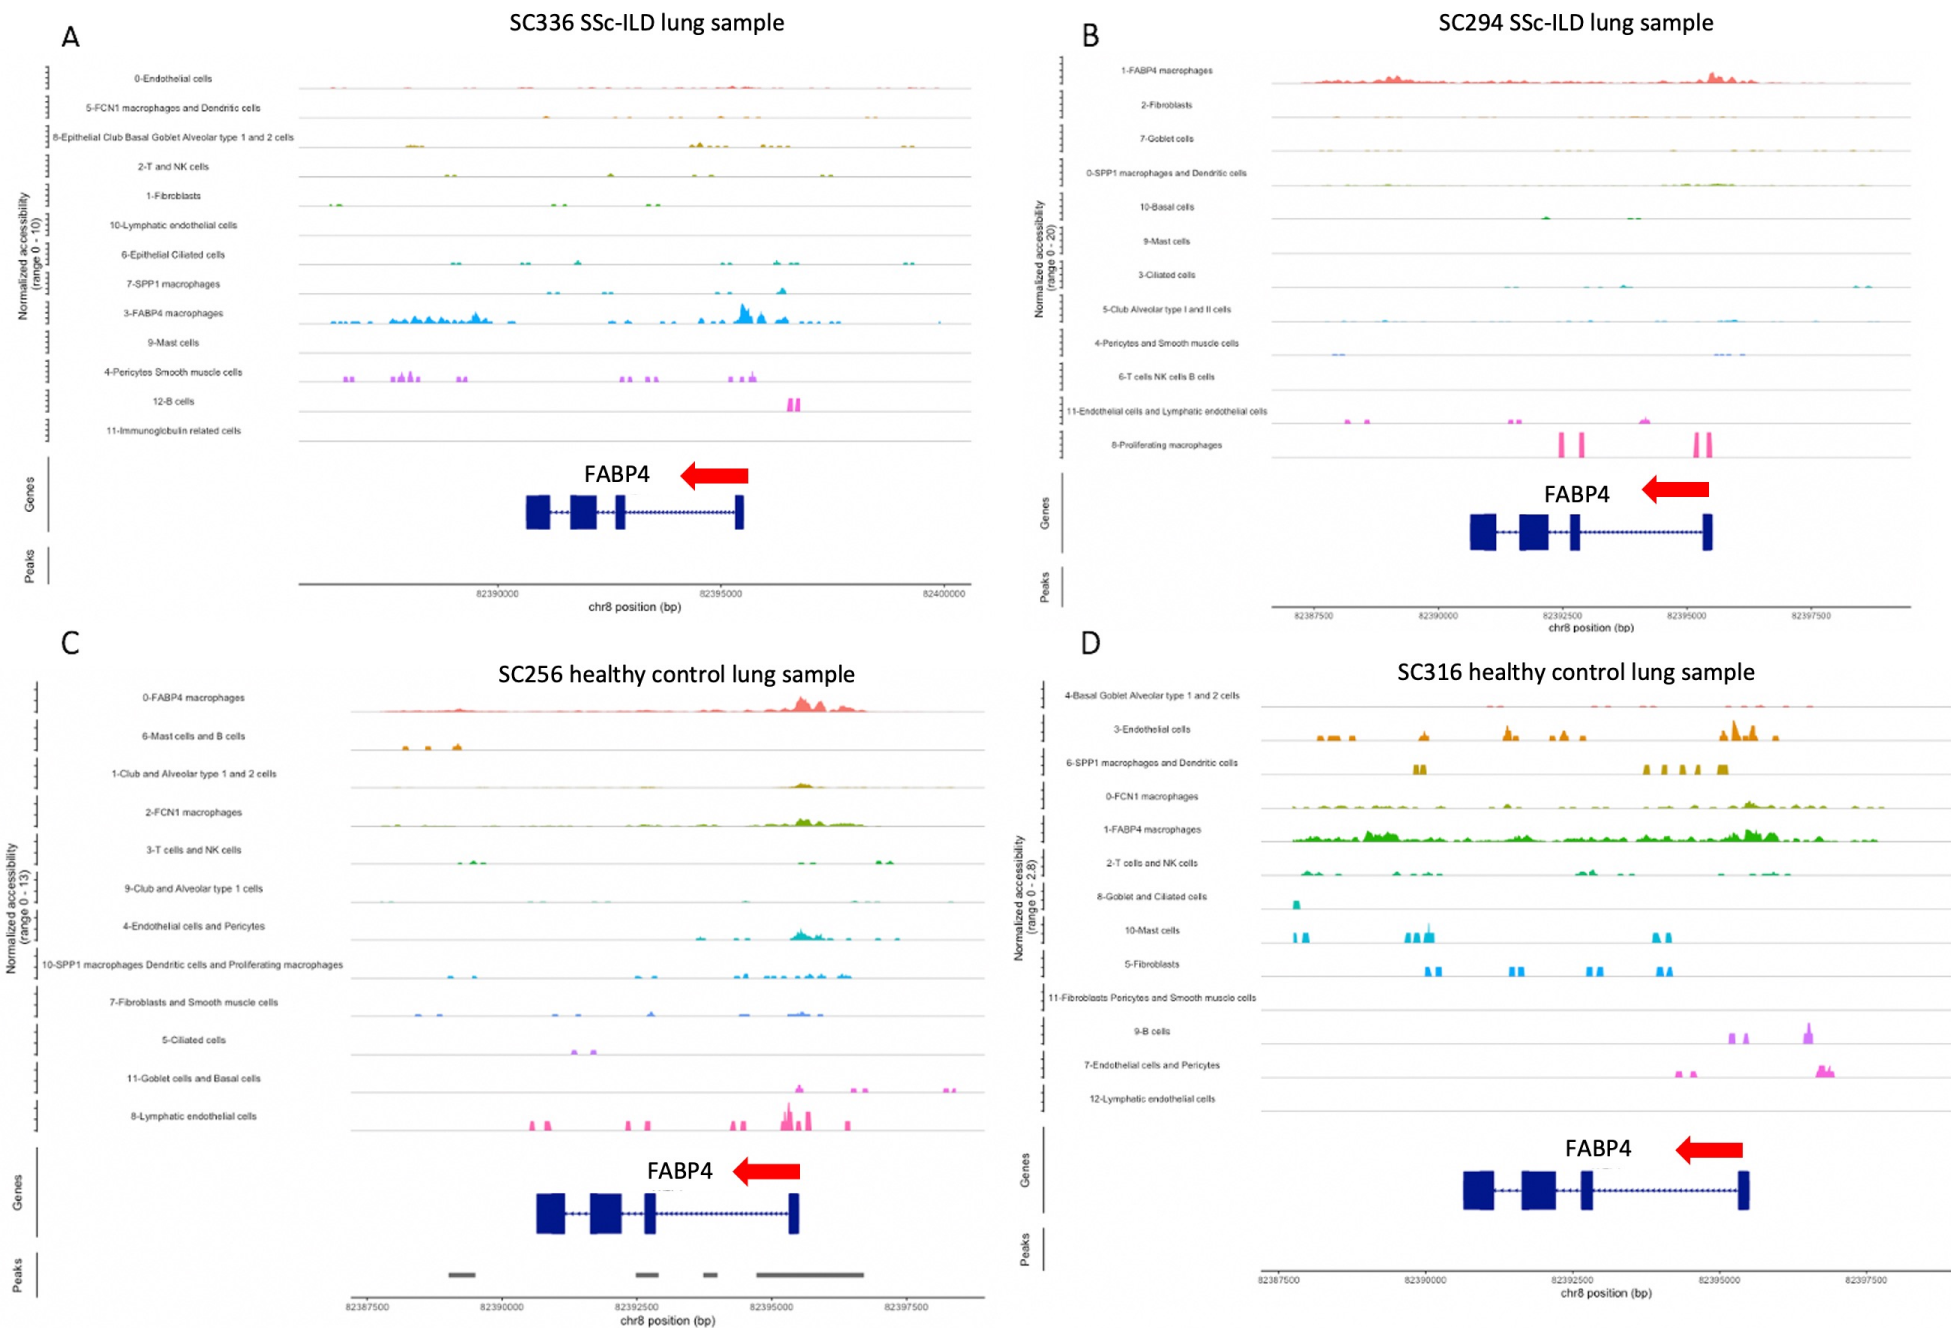 A
SC336 SSc-ILD lung sample
Normalized accessibility
(range 0 - 10)
0-Endothelial cells
5-FCN1 macrophages and Dendritic cells
8-Epithelial Club Basal Goblet Alveolar type 1 and 2 cells
2-T and NK cells
1-Fibroblasts
10-Lymphatic endothelial cells
6-Epithelial Ciliated cells
7-SPP1 macrophages
3-FABP4 macrophages
9-Mast cells
4-Pericytes Smooth muscle cells
12-B cells
11-Immunoglobulin related cells
Genes
FABP4
Peaks
82390000 82395000 82400000
chr8 position (bp)
B
SC294 SSc-ILD lung sample
Normalized accessibility
(range 0 - 20)
1-FABP4 macrophages
2-Fibroblasts
7-Goblet cells
0-SPP1 macrophages and Dendritic cells
10-Basal cells
9-Mast cells
3-Ciliated cells
5-Club Alveolar type I and II cells
4-Pericytes and Smooth muscle cells
6-T cells NK cells B cells
11-Endothelial cells and Lymphatic endothelial cells
8-Proliferating macrophages
Genes
FABP4
Peaks
82387500 82390000 82392500 82395000 82397500
chr8 position (bp)
C
SC256 healthy control lung sample
Normalized accessibility
(range 0 - 13)
0-FABP4 macrophages
6-Mast cells and B cells
1-Club and Alveolar type 1 and 2 cells
2-FCN1 macrophages
3-T cells and NK cells
9-Club and Alveolar type 1 cells
4-Endothelial cells and Pericytes
10-SPP1 macrophages Dendritic cells and Proliferating macrophages
7-Fibroblasts and Smooth muscle cells
5-Ciliated cells
11-Goblet cells and Basal cells
8-Lymphatic endothelial cells
Genes
FABP4
Peaks
82387500 82390000 82392500 82395000 82397500
chr8 position (bp)
D
SC316 healthy control lung sample
Normalized accessibility
(range 0 - 2.8)
4-Basal Goblet Alveolar type 1 and 2 cells
3-Endothelial cells
6-SPP1 macrophages and Dendritic cells
0-FCN1 macrophages
1-FABP4 macrophages
2-T cells and NK cells
8-Goblet and Ciliated cells
10-Mast cells
5-Fibroblasts
11-Fibroblasts Pericytes and Smooth muscle cells
9-B cells
7-Endothelial cells and Pericytes
12-Lymphatic endothelial cells
Genes
FABP4
Peaks
82387500 82390000 82392500 82395000 82397500
chr8 position (bp)